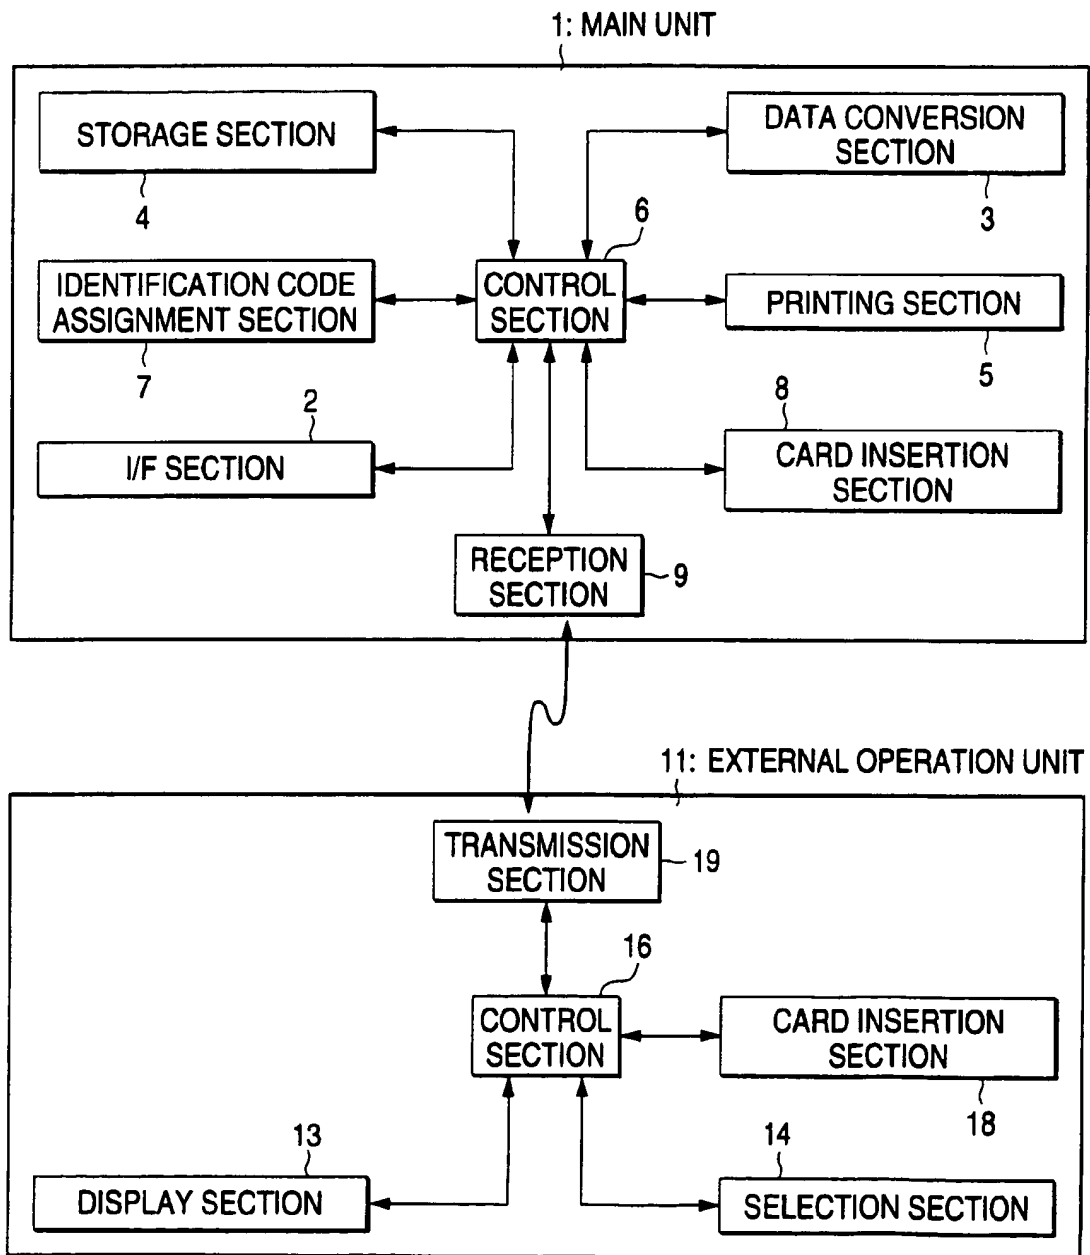 1: MAIN UNIT
STORAGE SECTION
4
DATA CONVERSION
SECTION
3
6
IDENTIFICATION CODE
ASSIGNMENT SECTION
7
CONTROL
SECTION
PRINTING SECTION
5
2
I/F SECTION
8
CARD INSERTION
SECTION
RECEPTION
SECTION
9
11: EXTERNAL OPERATION UNIT
TRANSMISSION
SECTION
19
16
CONTROL
SECTION
CARD INSERTION
SECTION
18
13
DISPLAY SECTION
14
SELECTION SECTION